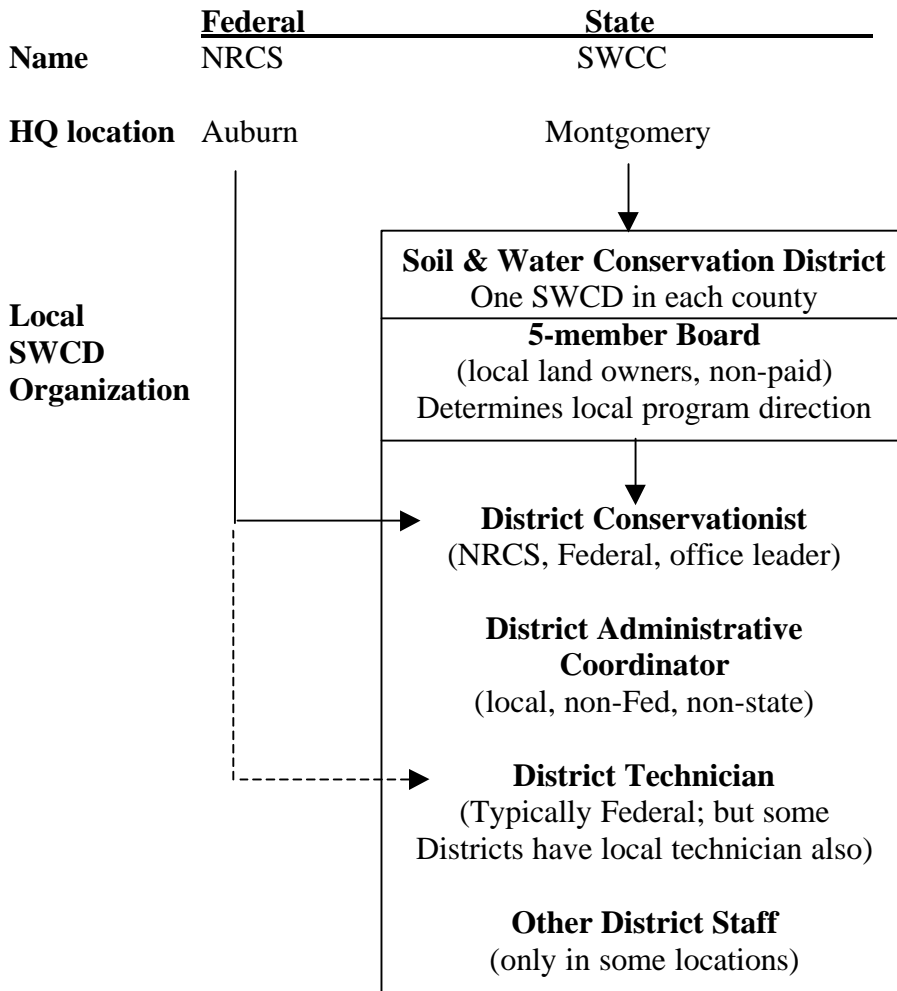 Federal State
Name NRCS SWCC
HQ location Auburn Montgomery
Soil & Water Conservation District
One SWCD in each county
Local
SWCD
Organization
5-member Board
(local land owners, non-paid)
Determines local program direction
District Conservationist
(NRCS, Federal, office leader)
District Administrative
Coordinator
(local, non-Fed, non-state)
District Technician
(Typically Federal; but some
Districts have local technician also)
Other District Staff
(only in some locations)